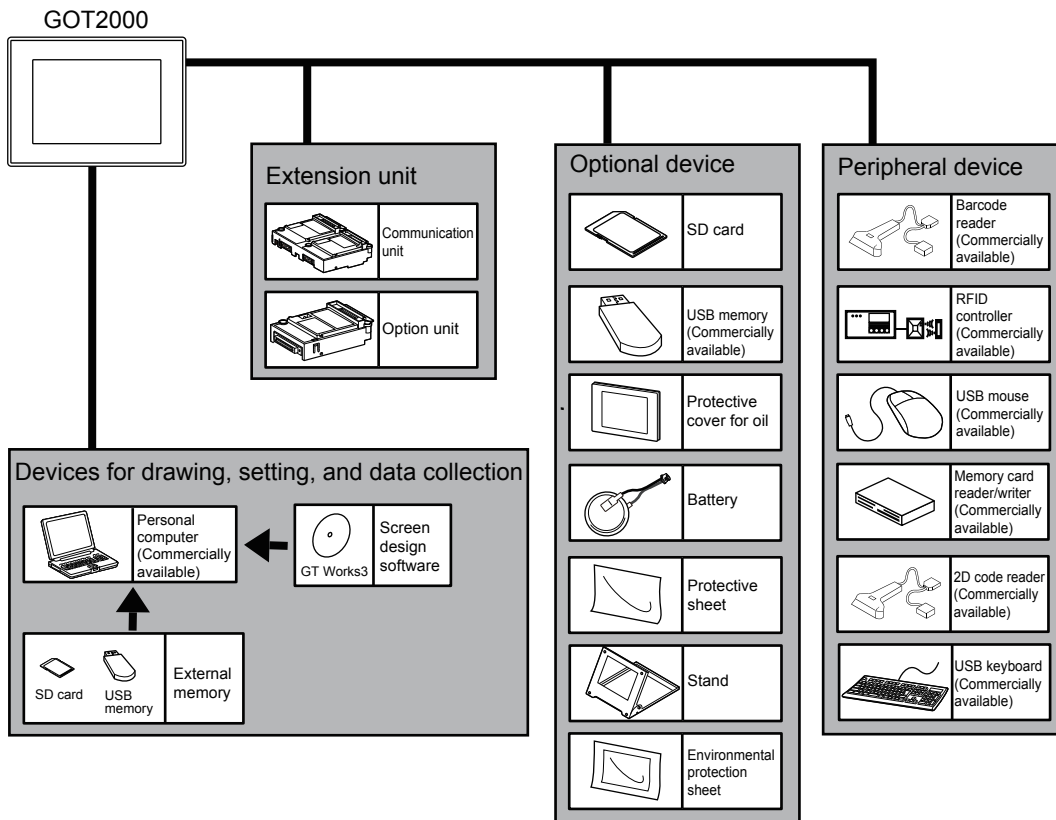 GOT2000
Extension unit
Communication
unit
Option unit
Optional device
SD card
USB memory
(Commercially
available)
Protective
cover for oil
Battery
Protective
sheet
Stand
Environmental
protection
sheet
Peripheral device
Barcode
reader
(Commercially
available)
RFID
controller
(Commercially
available)
USB mouse
(Commercially
available)
Memory card
reader/writer
(Commercially
available)
2D code reader
(Commercially
available)
USB keyboard
(Commercially
available)
Devices for drawing, setting, and data collection
Personal
computer
(Commercially
available)
GT Works3
Screen
design
software
SD card
USB
memory
External
memory